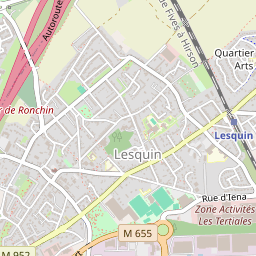 Autoroute
de Fives à Hirson
Quartier
Arts
r de Ronchin
Lesquin
Lesquin
Rue d'Iena
Zone Activités
Les Tertiales
M 655
M 952